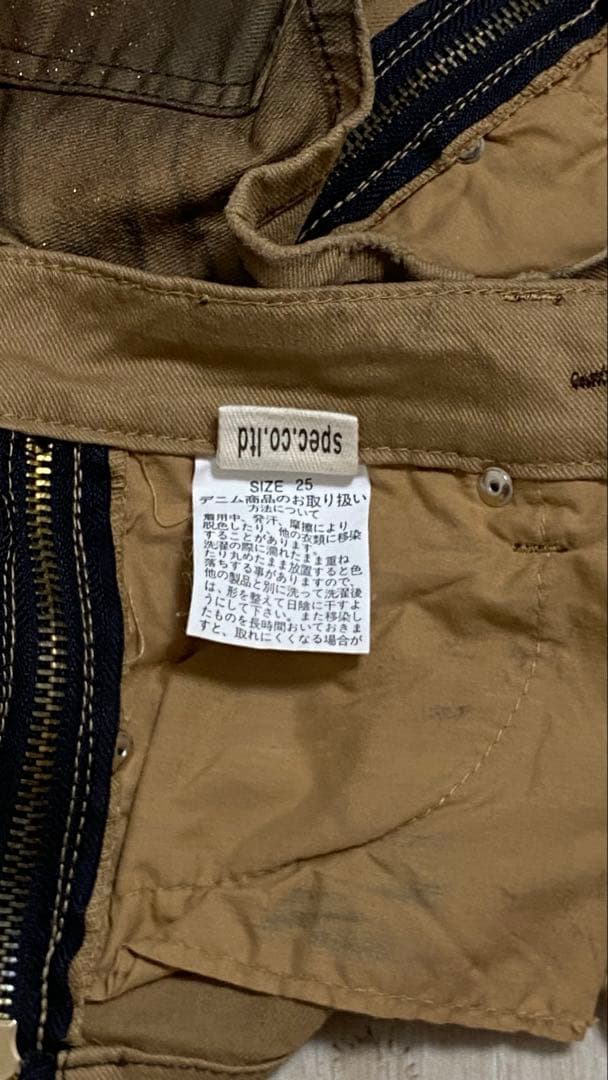 spec.co.ltd
SIZE 25
デニム商品のお取り扱い
方法について
着用中、発汗、摩擦により
脱色したり、他の衣類に移染
することがあります。
洗濯の際に濡れたまま重ね
たり丸めたまま放置すると色
落ちする事がありますので、
他の製品と別に洗って洗濯後
は、形を整えて日陰に干すよ
うにして下さい。また移染し
たものを長時間おいておきま
すと、取れにくくなる場合が